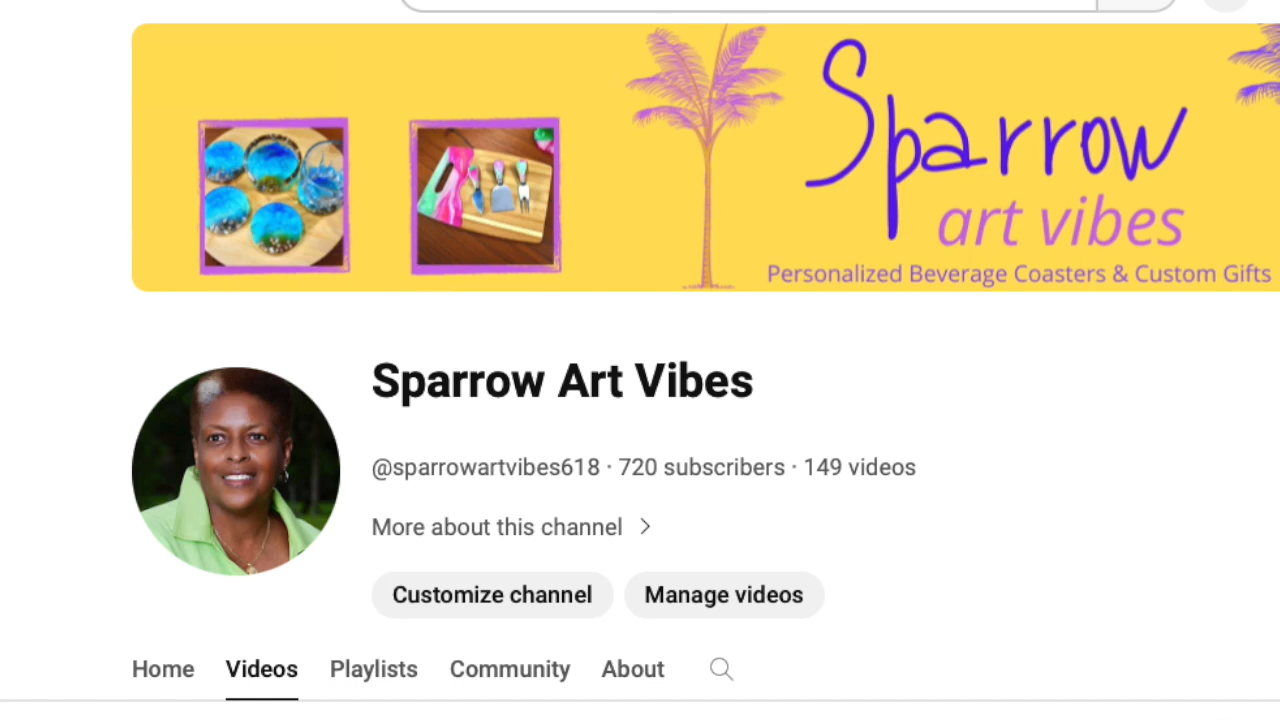 Sparrow
art vibes
Personalized Beverage Coasters & Custom Gifts
Sparrow Art Vibes
@sparrowartvibes618 · 720 subscribers · 149 videos
More about this channel
Customize channel Manage videos
Home Videos Playlists Community About